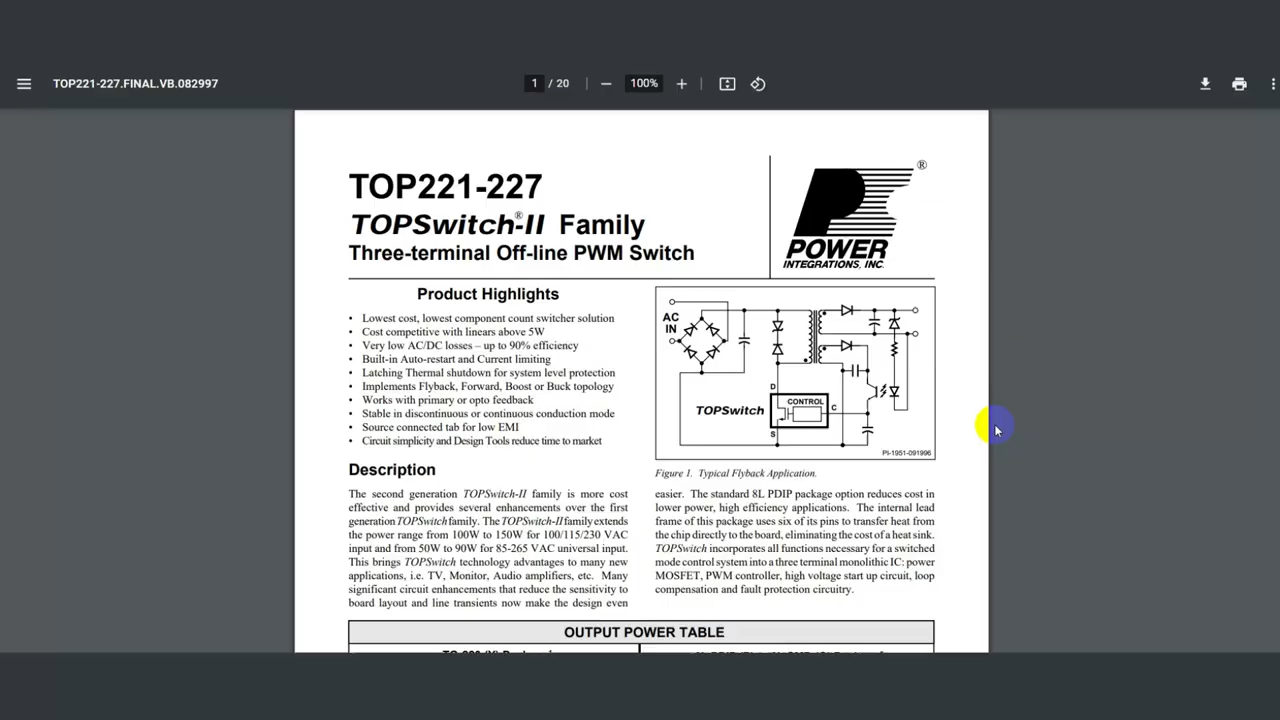 TOP221-227.FINAL.VB.082997
1 / 20
100%
TOP221-227
TOPSwitch®-II Family
Three-terminal Off-line PWM Switch
®
POWER
INTEGRATIONS, INC.
Product Highlights
• Lowest cost, lowest component count switcher solution
• Cost competitive with linears above 5W
• Very low AC/DC losses – up to 90% efficiency
• Built-in Auto-restart and Current limiting
• Latching Thermal shutdown for system level protection
• Implements Flyback, Forward, Boost or Buck topology
• Works with primary or opto feedback
• Stable in discontinuous or continuous conduction mode
• Source connected tab for low EMI
• Circuit simplicity and Design Tools reduce time to market
Description
The second generation TOPSwitch-II family is more cost
effective and provides several enhancements over the first
generation TOPSwitch family. The TOPSwitch-II family extends
the power range from 100W to 150W for 100/115/230 VAC
input and from 50W to 90W for 85-265 VAC universal input.
This brings TOPSwitch technology advantages to many new
applications, i.e. TV, Monitor, Audio amplifiers, etc. Many
significant circuit enhancements that reduce the sensitivity to
board layout and line transients now make the design even
AC
IN
D
CONTROL
C
TOPSwitch
S
PI-1951-091996
Figure 1. Typical Flyback Application.
easier. The standard 8L PDIP package option reduces cost in
lower power, high efficiency applications. The internal lead
frame of this package uses six of its pins to transfer heat from
the chip directly to the board, eliminating the cost of a heat sink.
TOPSwitch incorporates all functions necessary for a switched
mode control system into a three terminal monolithic IC: power
MOSFET, PWM controller, high voltage start up circuit, loop
compensation and fault protection circuitry.
OUTPUT POWER TABLE